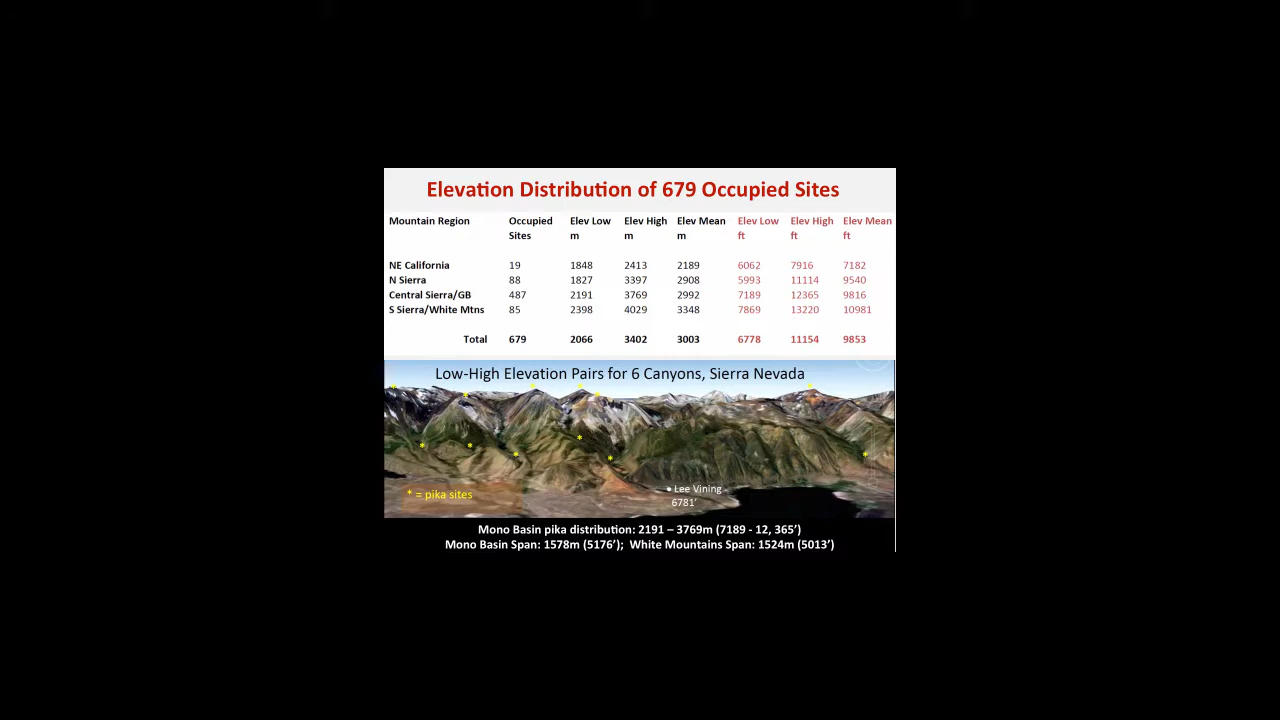 Elevation Distribution of 679 Occupied Sites
Mountain Region Occupied Sites Elev Low m Elev High m Elev Mean m Elev Low ft Elev High ft Elev Mean ft
NE California 19 1848 2413 2189 6062 7916 7182
N Sierra 88 1827 3397 2908 5993 11114 9540
Central Sierra/GB 487 2191 3769 2992 7189 12365 9816
S Sierra/White Mtns 85 2398 4029 3348 7869 13220 10981
Total 679 2066 3402 3003 6778 11154 9853
Low-High Elevation Pairs for 6 Canyons, Sierra Nevada
* = pika sites
• Lee Vining
6781’
Mono Basin pika distribution: 2191 – 3769m (7189 - 12, 365’)
Mono Basin Span: 1578m (5176’); White Mountains Span: 1524m (5013’)